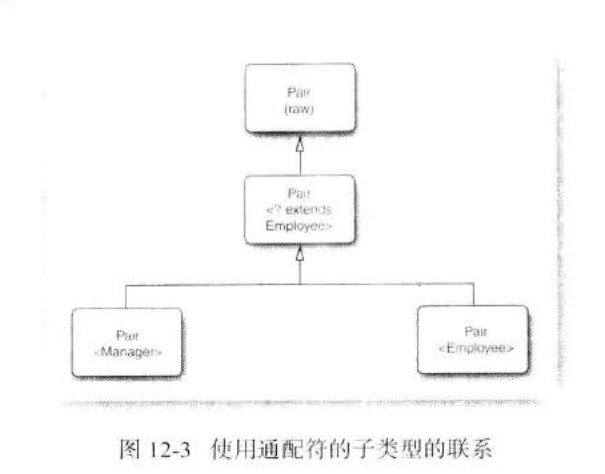 Pair
(raw)
Pair
<? extends
Employee>
Pair
<Manager>
Pair
<Employee>
图 12-3 使用通配符的子类型的联系